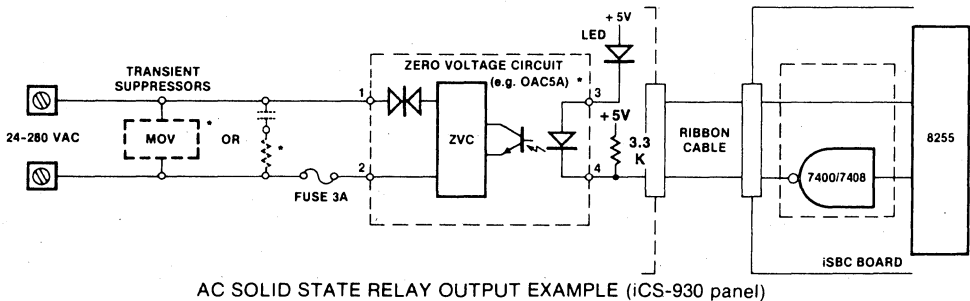 +5V
LED
TRANSIENT
SUPPRESSORS
ZERO VOLTAGE CIRCUIT
(e.g. OAC5A) *
1
3
+5V
24-280 VAC
MOV
*
OR
*
ZVC
3.3
K
RIBBON
CABLE
8255
7400/7408
2
4
FUSE 3A
iSBC BOARD
AC SOLID STATE RELAY OUTPUT EXAMPLE (iCS-930 panel)